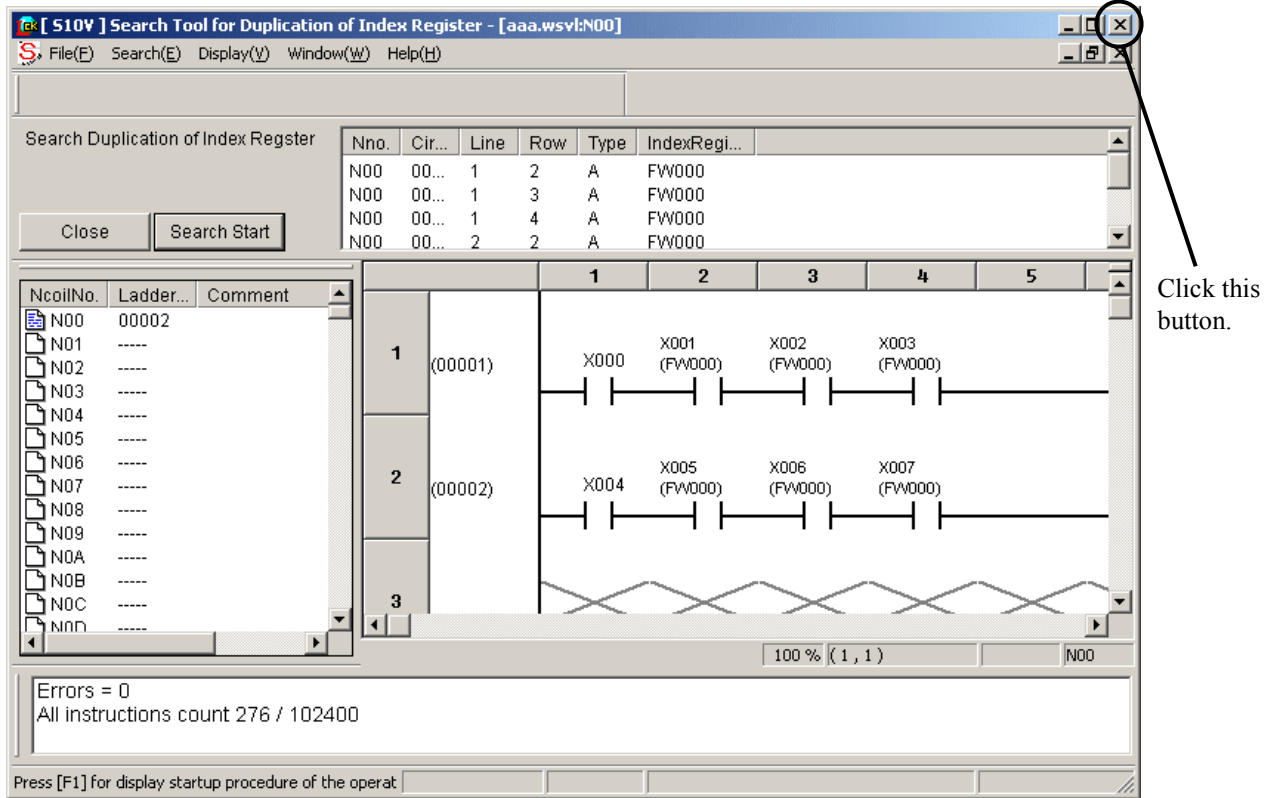 [ S10V ] Search Tool for Duplication of Index Register - [aaa.wsvl:N00]
File(F) Search(E) Display(V) Window(W) Help(H)
Search Duplication of Index Regster
Close
Search Start
Nno. Cir... Line Row Type IndexRegi...
N00 00... 1 2 A FW000
N00 00... 1 3 A FW000
N00 00... 1 4 A FW000
N00 00... 2 2 A FW000
Click this
button.
NcoilNo. Ladder... Comment
N00 00002
N01 -----
N02 -----
N03 -----
N04 -----
N05 -----
N06 -----
N07 -----
N08 -----
N09 -----
N0A -----
N0B -----
N0C -----
N0D -----
1 2 3 4 5
1 (00001)
X000
X001
(FW000)
X002
(FW000)
X003
(FW000)
2 (00002)
X004
X005
(FW000)
X006
(FW000)
X007
(FW000)
3
100 % ( 1 , 1 ) N00
Errors = 0
All instructions count 276 / 102400
Press [F1] for display startup procedure of the operat